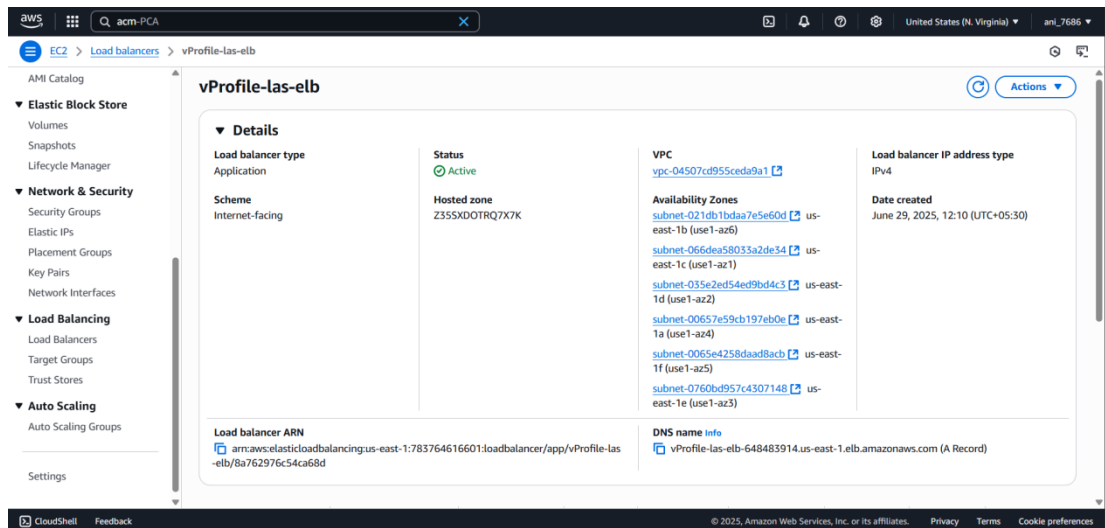 aws
acm-PCA
United States (N. Virginia)
ani_7686
EC2 > Load balancers > vProfile-las-elb
AMI Catalog
Elastic Block Store
Volumes
Snapshots
Lifecycle Manager
Network & Security
Security Groups
Elastic IPs
Placement Groups
Key Pairs
Network Interfaces
Load Balancing
Load Balancers
Target Groups
Trust Stores
Auto Scaling
Auto Scaling Groups
Settings
vProfile-las-elb
Actions
Details
Load balancer type
Application
Status
Active
VPC
vpc-04507cd955ceda9a1
Load balancer IP address type
IPv4
Scheme
Internet-facing
Hosted zone
Z35SXDOTRQ7X7K
Availability Zones
subnet-021db1bdaa7e5e60d us-
east-1b (use1-az6)
subnet-066dea58033a2de34 us-
east-1c (use1-az1)
subnet-035e2ed54ed9bd4c3 us-east-
1d (use1-az2)
subnet-00657e59cb197eb0e us-east-
1a (use1-az4)
subnet-0065e4258daad8acb us-east-
1f (use1-az5)
subnet-0760bd957c4307148 us-
east-1e (use1-az3)
Date created
June 29, 2025, 12:10 (UTC+05:30)
Load balancer ARN
arn:aws:elasticloadbalancing:us-east-1:783764616601:loadbalancer/app/vProfile-las
-elb/8a762976c54ca68d
DNS name Info
vProfile-las-elb-648483914.us-east-1.elb.amazonaws.com (A Record)
CloudShell Feedback
© 2025, Amazon Web Services, Inc. or its affiliates. Privacy Terms Cookie preferences